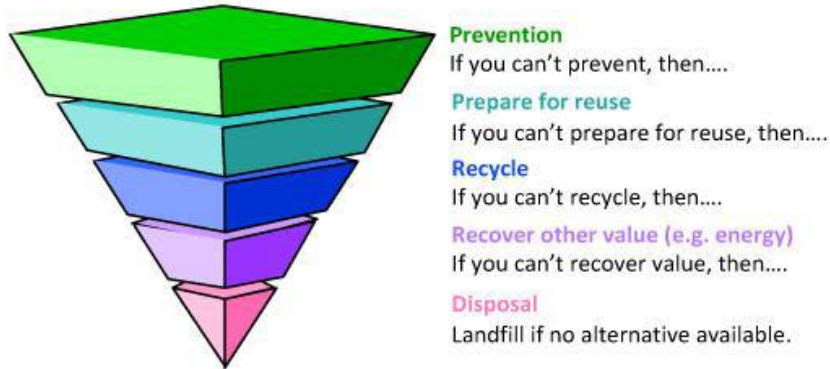 Prevention
If you can't prevent, then....
Prepare for reuse
If you can't prepare for reuse, then....
Recycle
If you can't recycle, then....
Recover other value (e.g. energy)
If you can't recover value, then....
Disposal
Landfill if no alternative available.